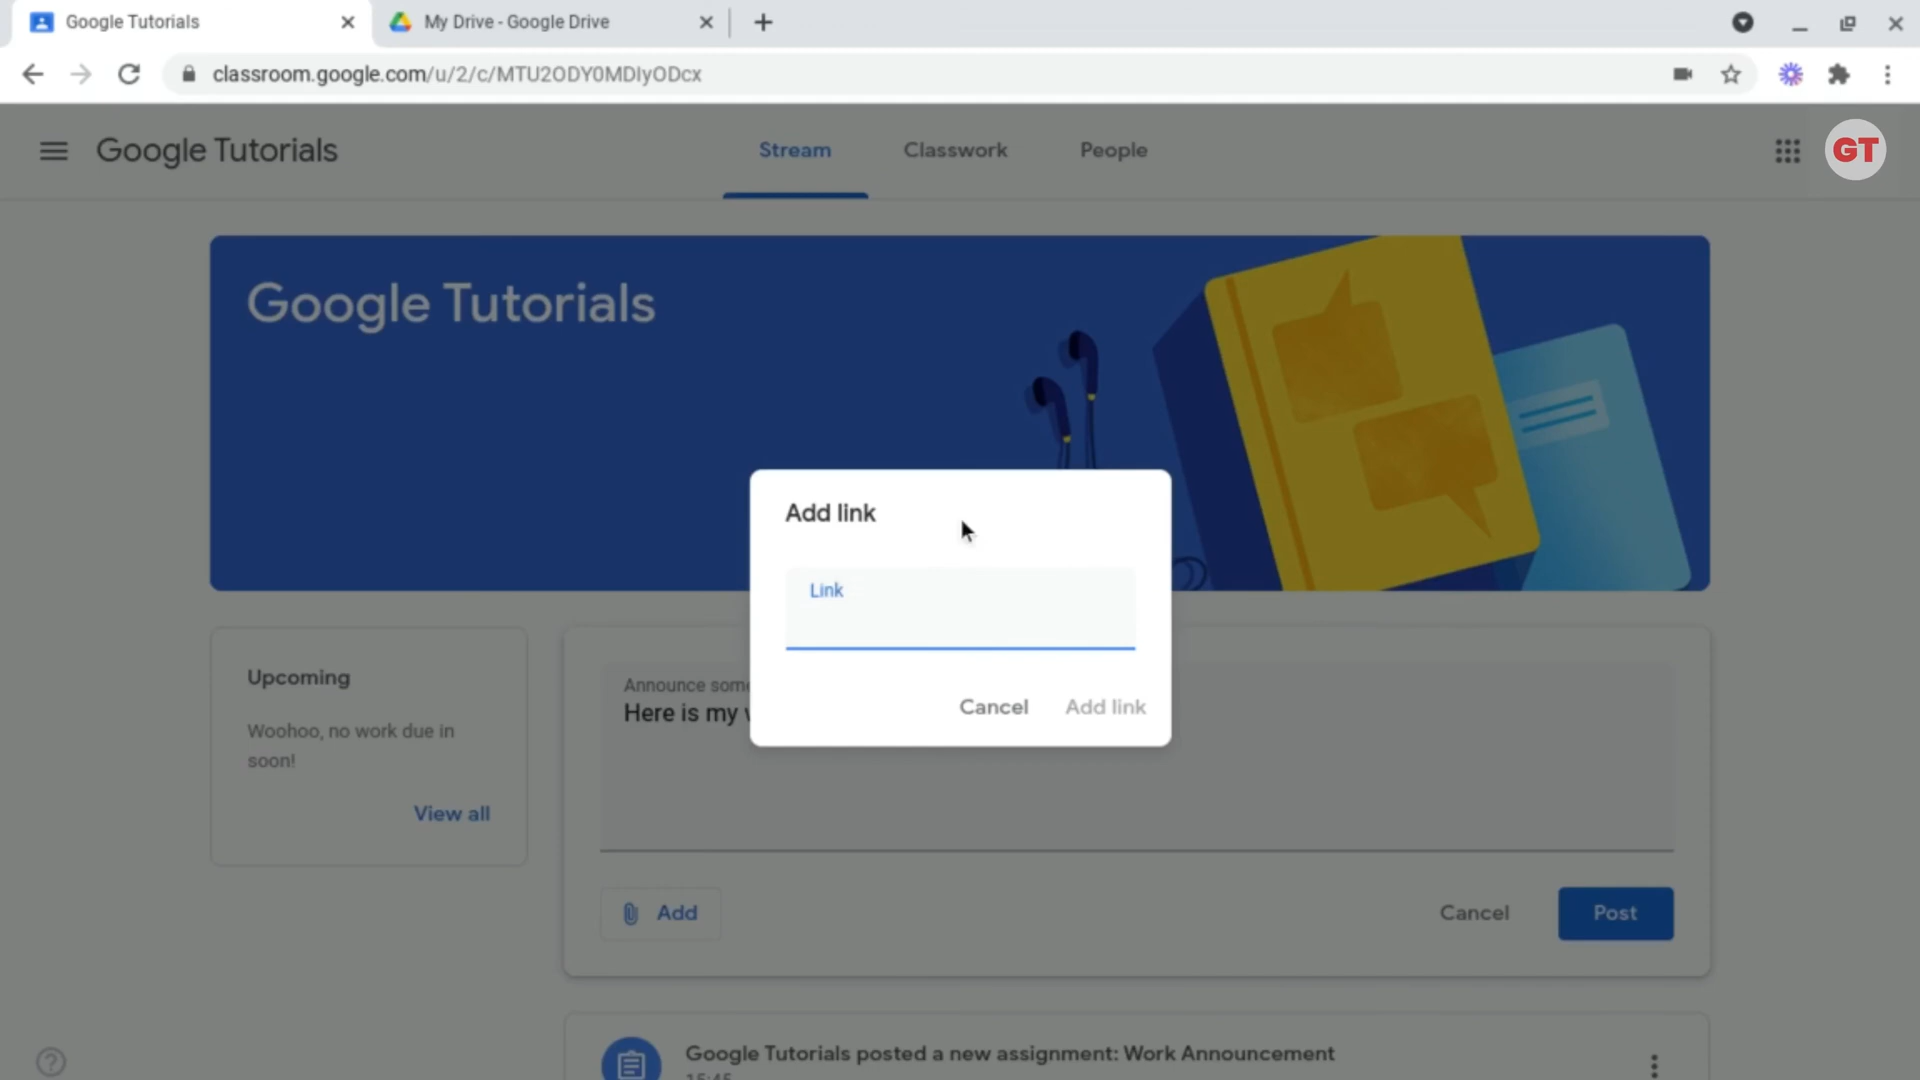 Google Tutorials
My Drive - Google Drive
classroom.google.com/u/2/c/MTU2ODY0MDIyODcx
Google Tutorials
Stream
Classwork
People
GT
Google Tutorials
Add link
Link
Cancel
Add link
Upcoming
Woohoo, no work due in
soon!
View all
Announce some
Here is my
Add
Cancel
Post
Google Tutorials posted a new assignment: Work Announcement